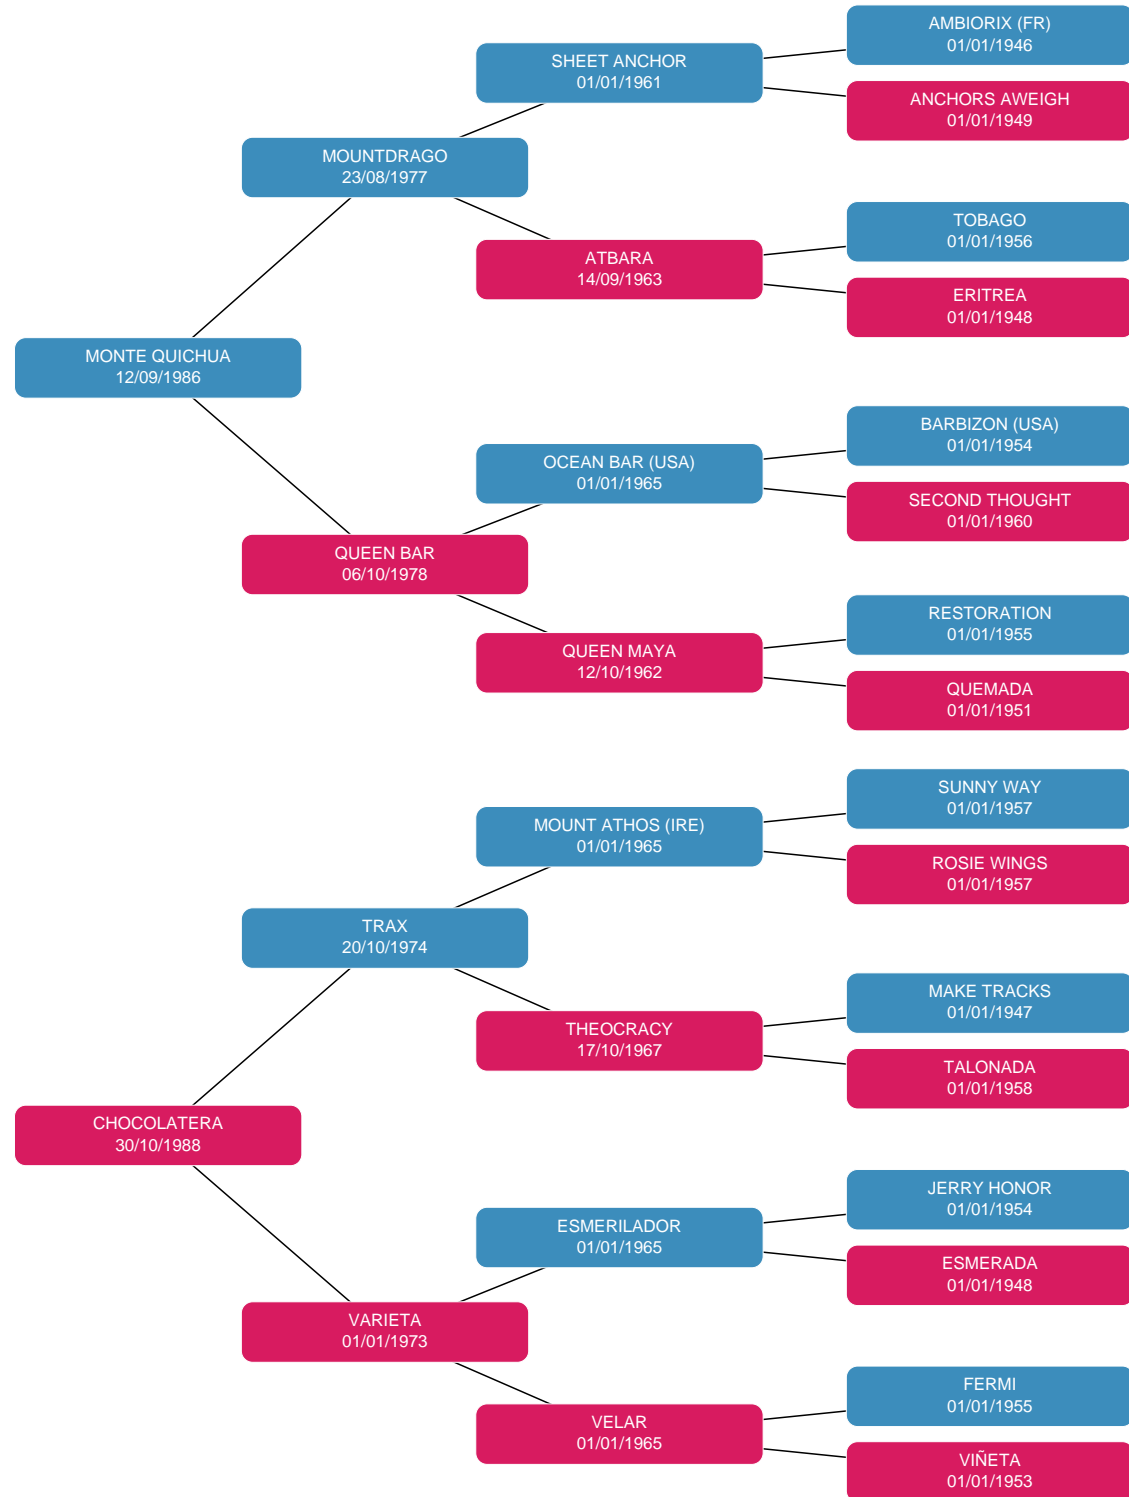 AMBIORIX (FR)
01/01/1946
SHEET ANCHOR
01/01/1961
ANCHORS AWEIGH
01/01/1949
MOUNTDRAGO
23/08/1977
TOBAGO
01/01/1956
ATBARA
14/09/1963
ERITREA
01/01/1948
MONTE QUICHUA
12/09/1986
BARBIZON (USA)
01/01/1954
OCEAN BAR (USA)
01/01/1965
SECOND THOUGHT
01/01/1960
QUEEN BAR
06/10/1978
RESTORATION
01/01/1955
QUEEN MAYA
12/10/1962
QUEMADA
01/01/1951
SUNNY WAY
01/01/1957
MOUNT ATHOS (IRE)
01/01/1965
ROSIE WINGS
01/01/1957
TRAX
20/10/1974
MAKE TRACKS
01/01/1947
THEOCRACY
17/10/1967
TALONADA
01/01/1958
CHOCOLATERA
30/10/1988
JERRY HONOR
01/01/1954
ESMERILADOR
01/01/1965
ESMERADA
01/01/1948
VARIETA
01/01/1973
FERMI
01/01/1955
VELAR
01/01/1965
VIÑETA
01/01/1953